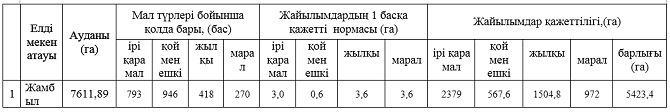 Елді мекен атауы
Ауданы (га)
Мал түрлері бойынша қолда бары, (бас)
Жайылымдардың 1 басқа қажетті нормасы (га)
Жайылымдар қажеттілігі,(га)
ірі қара мал
қой мен ешкі
жыл қы
мара л
ірі қара мал
қой мен ешкі
жылқы
марал
ірі қара мал
қой мен ешкі
жылқы
марал
барлығы (га)
1 Жамбыл 7611,89 793 946 418 270 3,0 0,6 3,6 3,6 2379 567,6 1504,8 972 5423,4